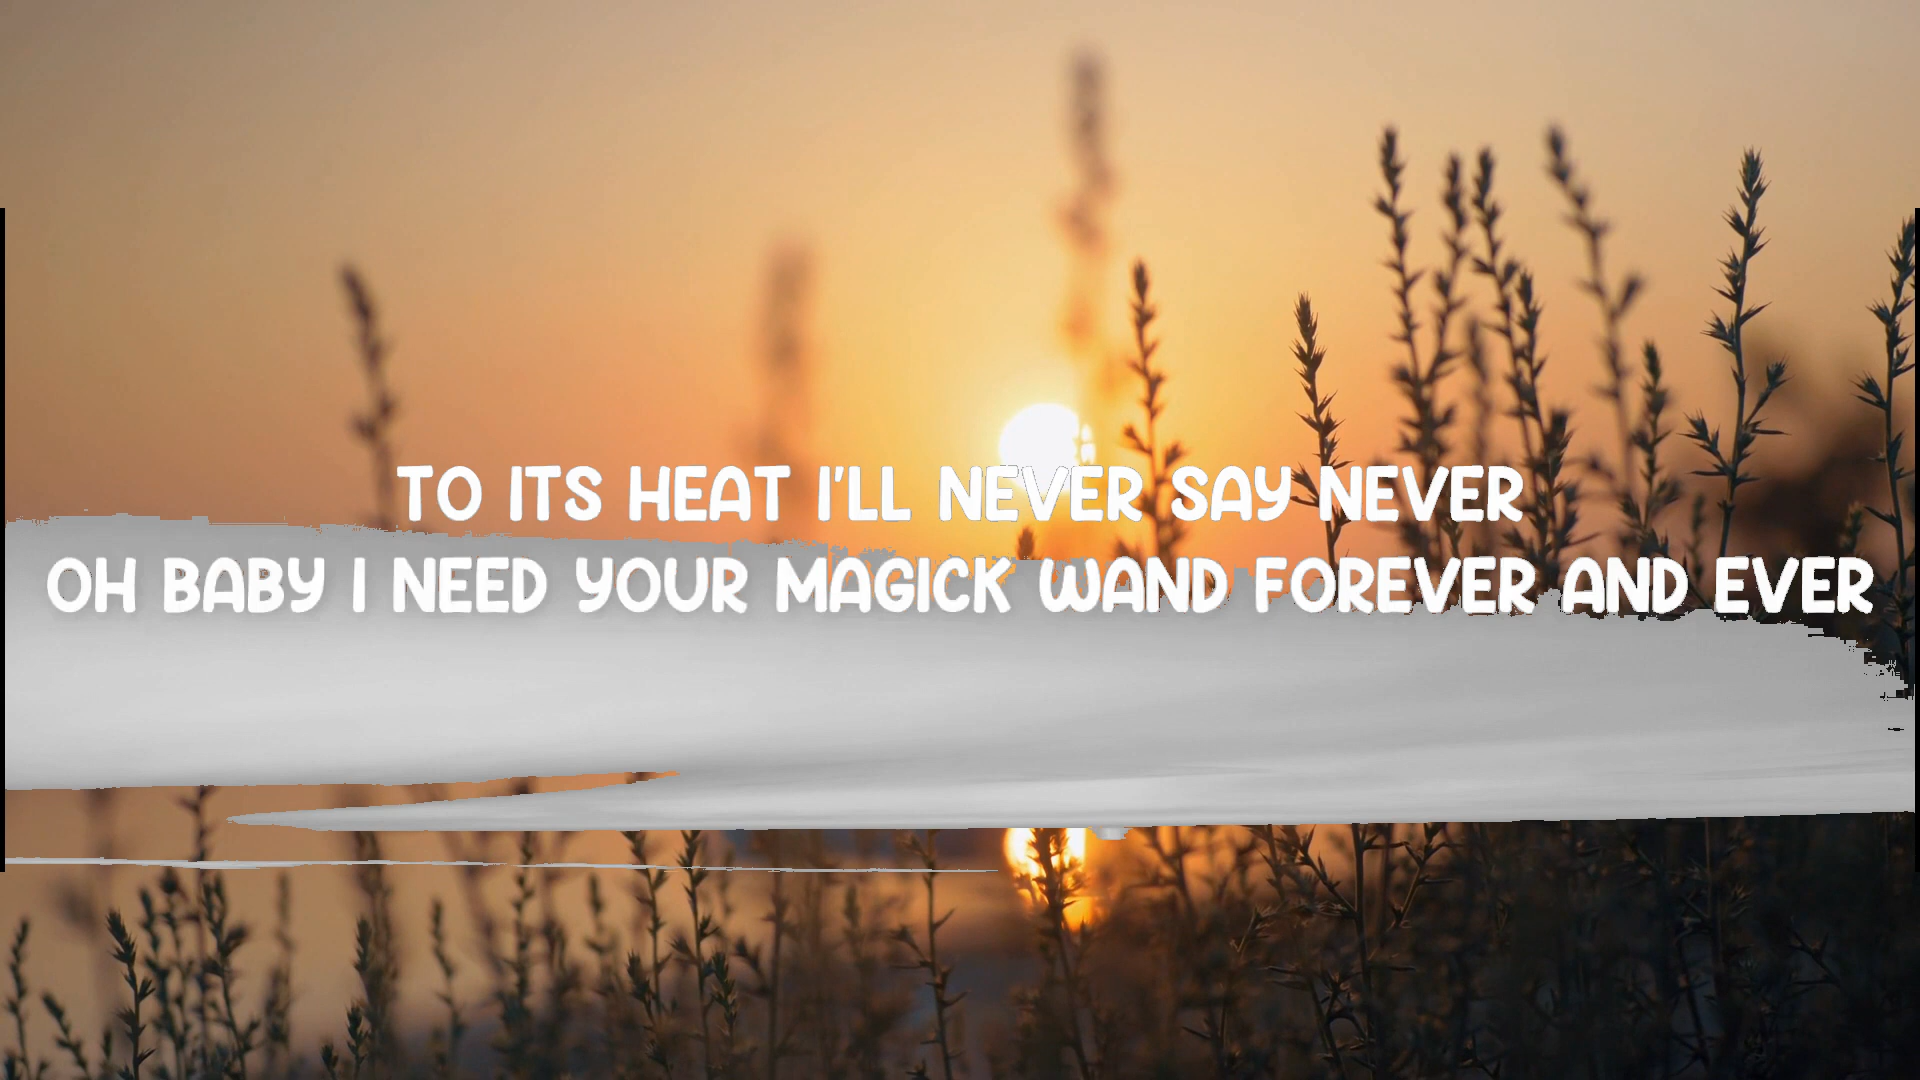 TO ITS HEAT I'LL NEVER SAY NEVER
OH BABY I NEED YOUR MAGICK WAND FOREVER AND EVER